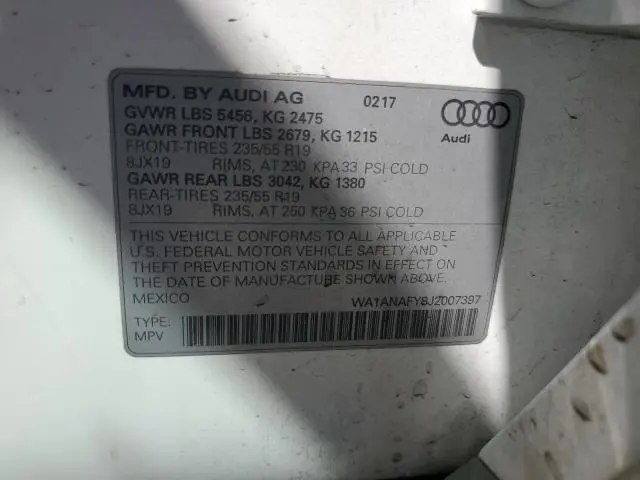 MFD. BY AUDI AG 0217
GVWR LBS 5456, KG 2475
GAWR FRONT LBS 2679, KG 1215
Audi
FRONT-TIRES 235/55 R19
8JX19 RIMS, AT 230 KPA 33 PSI COLD
GAWR REAR LBS 3042, KG 1380
REAR-TIRES 235/55 R19
8JX19 RIMS, AT 250 KPA 36 PSI COLD
THIS VEHICLE CONFORMS TO ALL APPLICABLE
U.S. FEDERAL MOTOR VEHICLE SAFETY AND
THEFT PREVENTION STANDARDS IN EFFECT ON
THE DATE OF MANUFACTURE SHOWN ABOVE.
MEXICO WA1ANAFY8J2007397
TYPE:
MPV